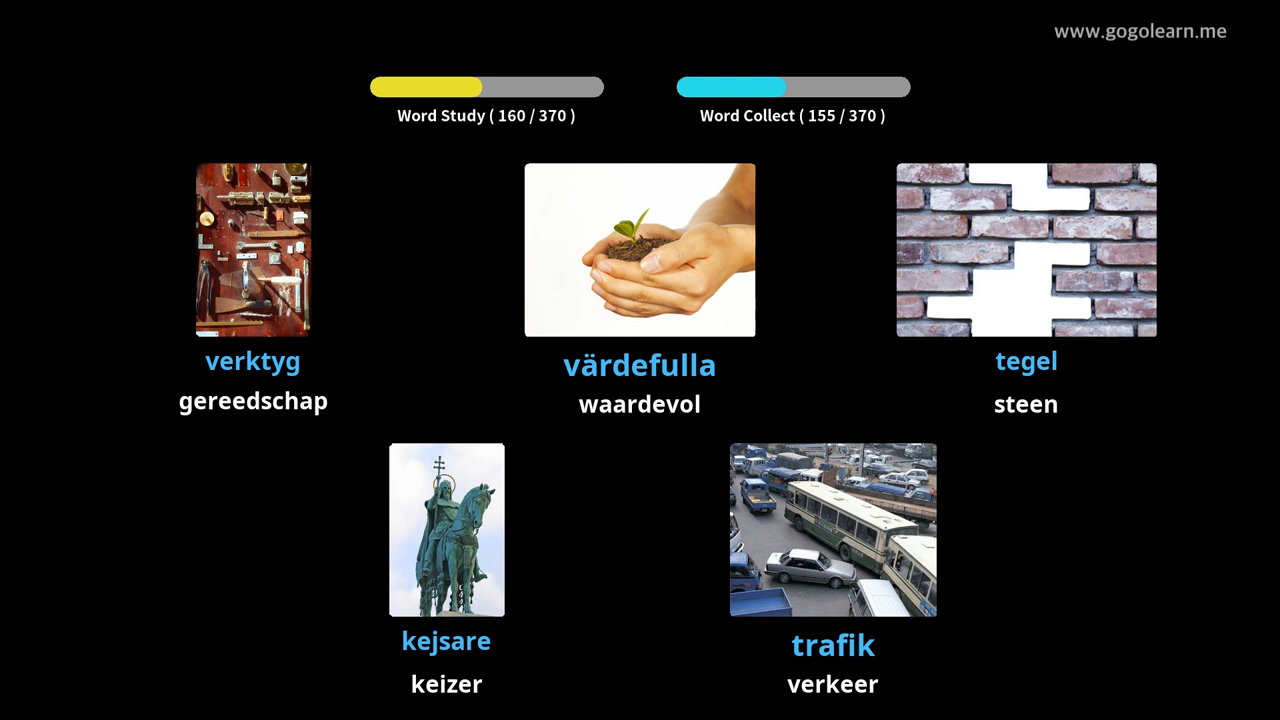 www.gogolearn.me
Word Study ( 160 / 370 )
Word Collect ( 155 / 370 )
verktyg
gereedschap
värdefulla
waardevol
tegel
steen
kejsare
keizer
trafik
verkeer